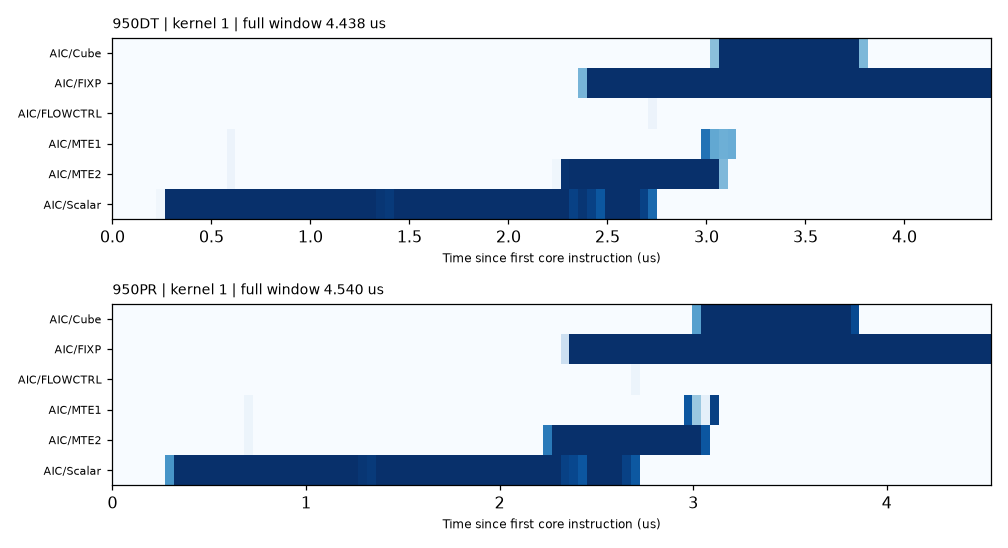 950DT | kernel 1 | full window 4.438 us
AIC/Cube
AIC/FIXP
AIC/FLOWCTRL
AIC/MTE1
AIC/MTE2
AIC/Scalar
0.0 0.5 1.0 1.5 2.0 2.5 3.0 3.5 4.0
Time since first core instruction (us)
950PR | kernel 1 | full window 4.540 us
AIC/Cube
AIC/FIXP
AIC/FLOWCTRL
AIC/MTE1
AIC/MTE2
AIC/Scalar
0 1 2 3 4
Time since first core instruction (us)